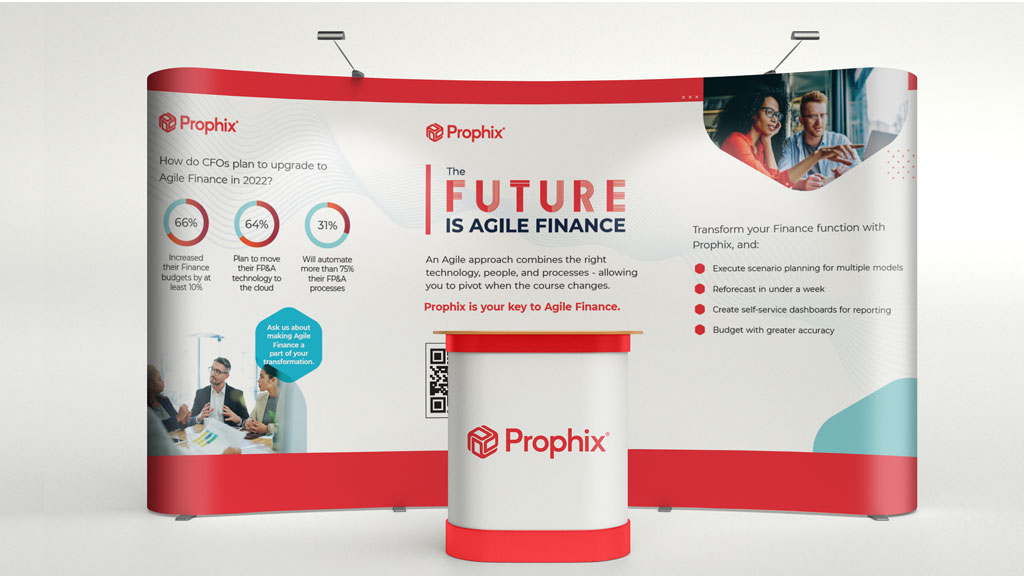 Prophix®
How do CFOs plan to upgrade to
Agile Finance in 2022?
66%
Increased
their Finance
budgets by at
least 10%
64%
Plan to move
their FP&A
technology to
the cloud
31%
Will automate
more than 75%
their FP&A
processes
Ask us about
making Agile
Finance a
part of your
transformation.
Prophix®
The
FUTURE
IS AGILE FINANCE
An Agile approach combines the right
technology, people, and processes - allowing
you to pivot when the course changes.
Prophix is your key to Agile Finance.
Transform your Finance function with
Prophix, and:
Execute scenario planning for multiple models
Reforecast in under a week
Create self-service dashboards for reporting
Budget with greater accuracy
Prophix®